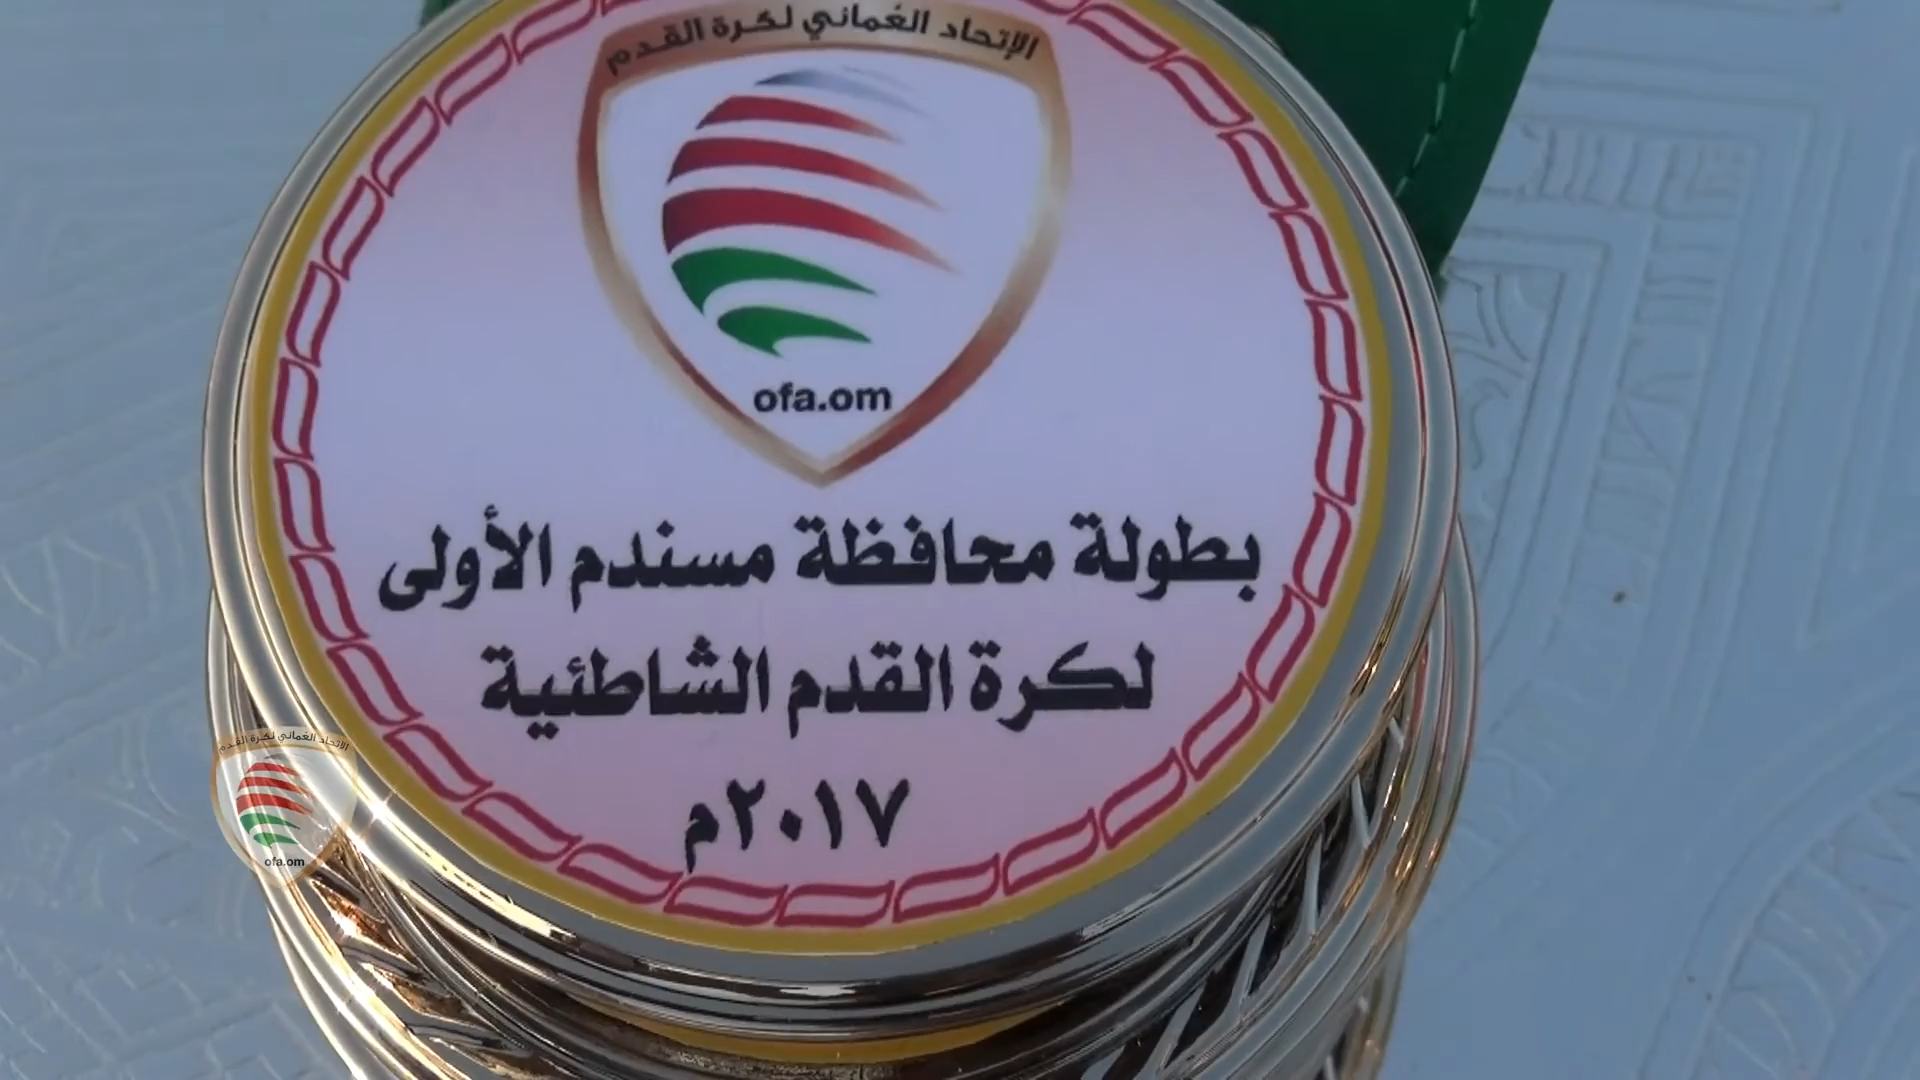 الإتحاد العُماني لكرة القدم
ofa.om
بطولة محافظة مسندم الأولى
لكرة القدم الشاطئية
٢٠١٧م
الإتحاد العُماني لكرة القدم
ofa.om